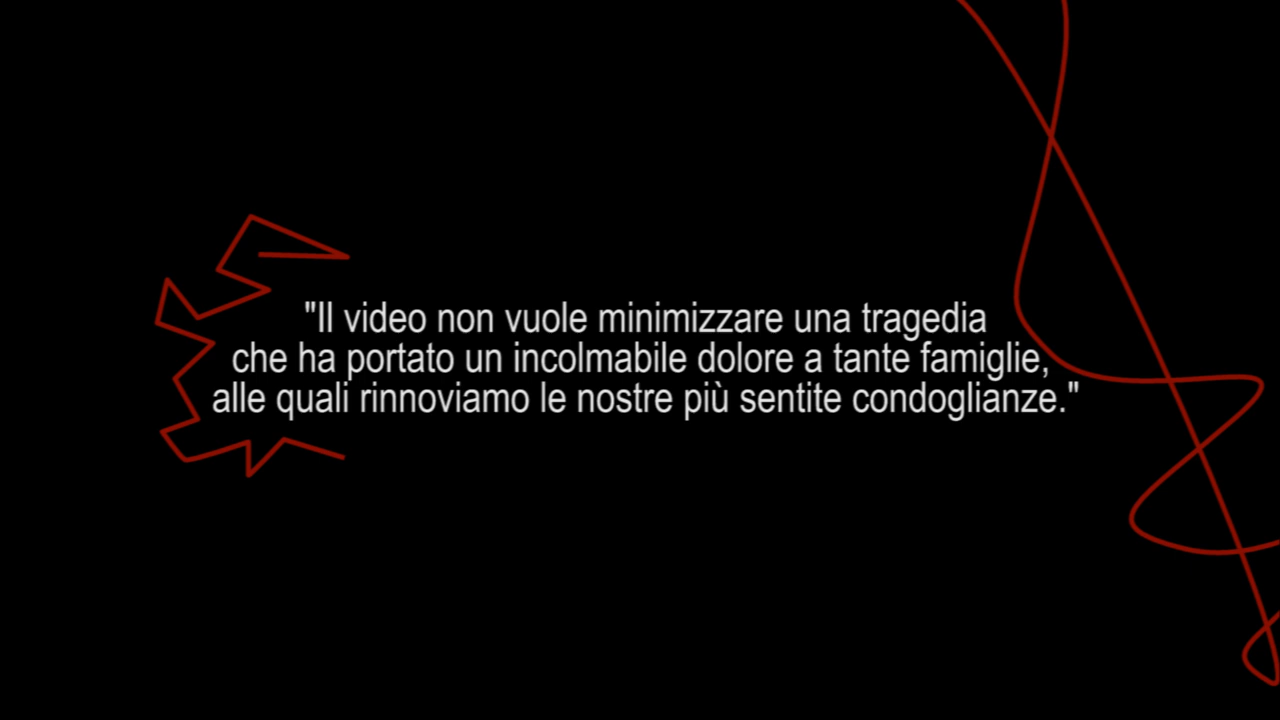 "Il video non vuole minimizzare una tragedia
che ha portato un incolmabile dolore a tante famiglie,
alle quali rinnoviamo le nostre più sentite condoglianze."